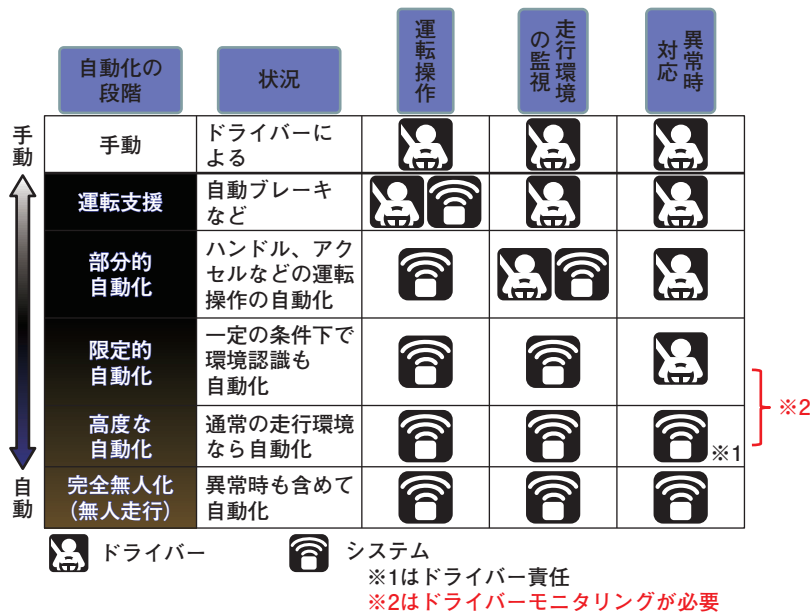 自動化の
段階
状況
運転操作
走行環境
の監視
異常時
対応
手動
手動
ドライバーに
よる
運転支援
自動ブレーキ
など
部分的
自動化
ハンドル、アク
セルなどの運転
操作の自動化
限定的
自動化
一定の条件下で
環境認識も
自動化
※2
高度な
自動化
通常の走行環境
なら自動化
※1
自動
完全無人化
(無人走行)
異常時も含めて
自動化
ドライバー
システム
※1はドライバー責任
※2はドライバーモニタリングが必要